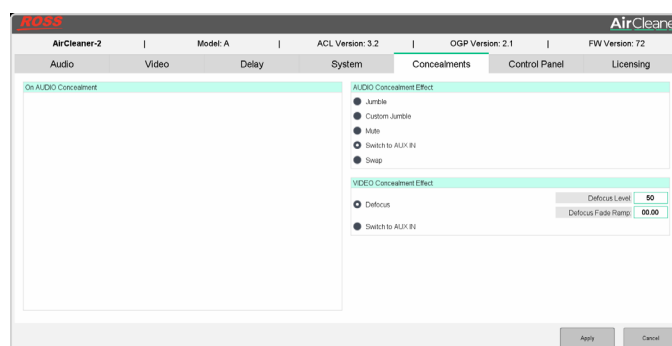 ROSS
AirCleane
AirCleaner-2 | Model: A | ACL Version: 3.2 | OGP Version: 2.1 | FW Version: 72
Audio Video Delay System Concealments Control Panel Licensing
On AUDIO Concealment
AUDIO Concealment Effect
Jumble
Custom Jumble
Mute
Switch to AUX IN
Swap
VIDEO Concealment Effect
Defocus
Defocus Level: 50
Defocus Fade Ramp: 00.00
Switch to AUX IN
Apply Cancel